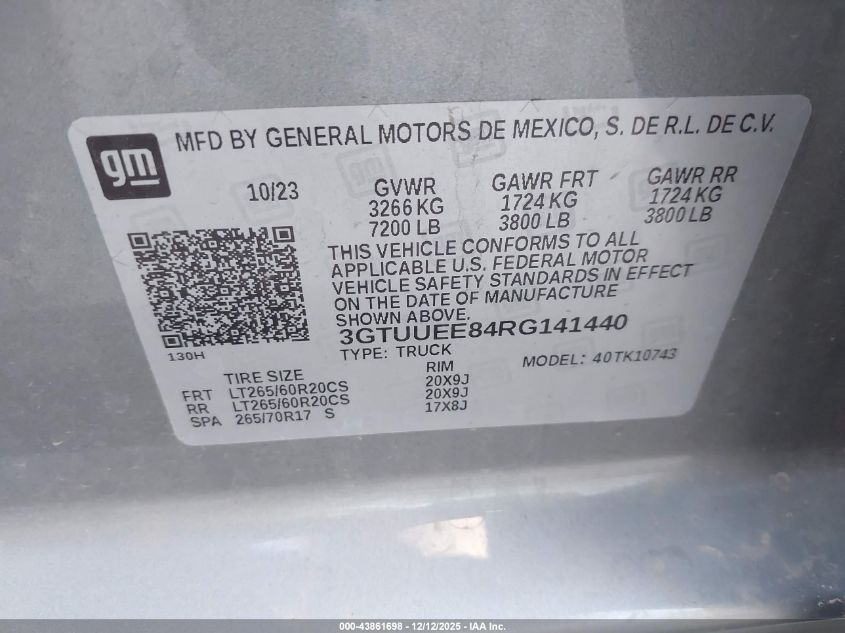 gm
MFD BY GENERAL MOTORS DE MEXICO, S. DE R.L. DE C.V.
10/23
GVWR
3266 KG
7200 LB
GAWR FRT
1724 KG
3800 LB
GAWR RR
1724 KG
3800 LB
THIS VEHICLE CONFORMS TO ALL
APPLICABLE U.S. FEDERAL MOTOR
VEHICLE SAFETY STANDARDS IN EFFECT
ON THE DATE OF MANUFACTURE
SHOWN ABOVE.
3GTUUEE84RG141440
130H
TYPE: TRUCK
MODEL: 40TK10743
TIRE SIZE RIM
FRT LT265/60R20CS 20X9J
RR LT265/60R20CS 20X9J
SPA 265/70R17 S 17X8J
000-43861698 - 12/12/2025 - IAA Inc.